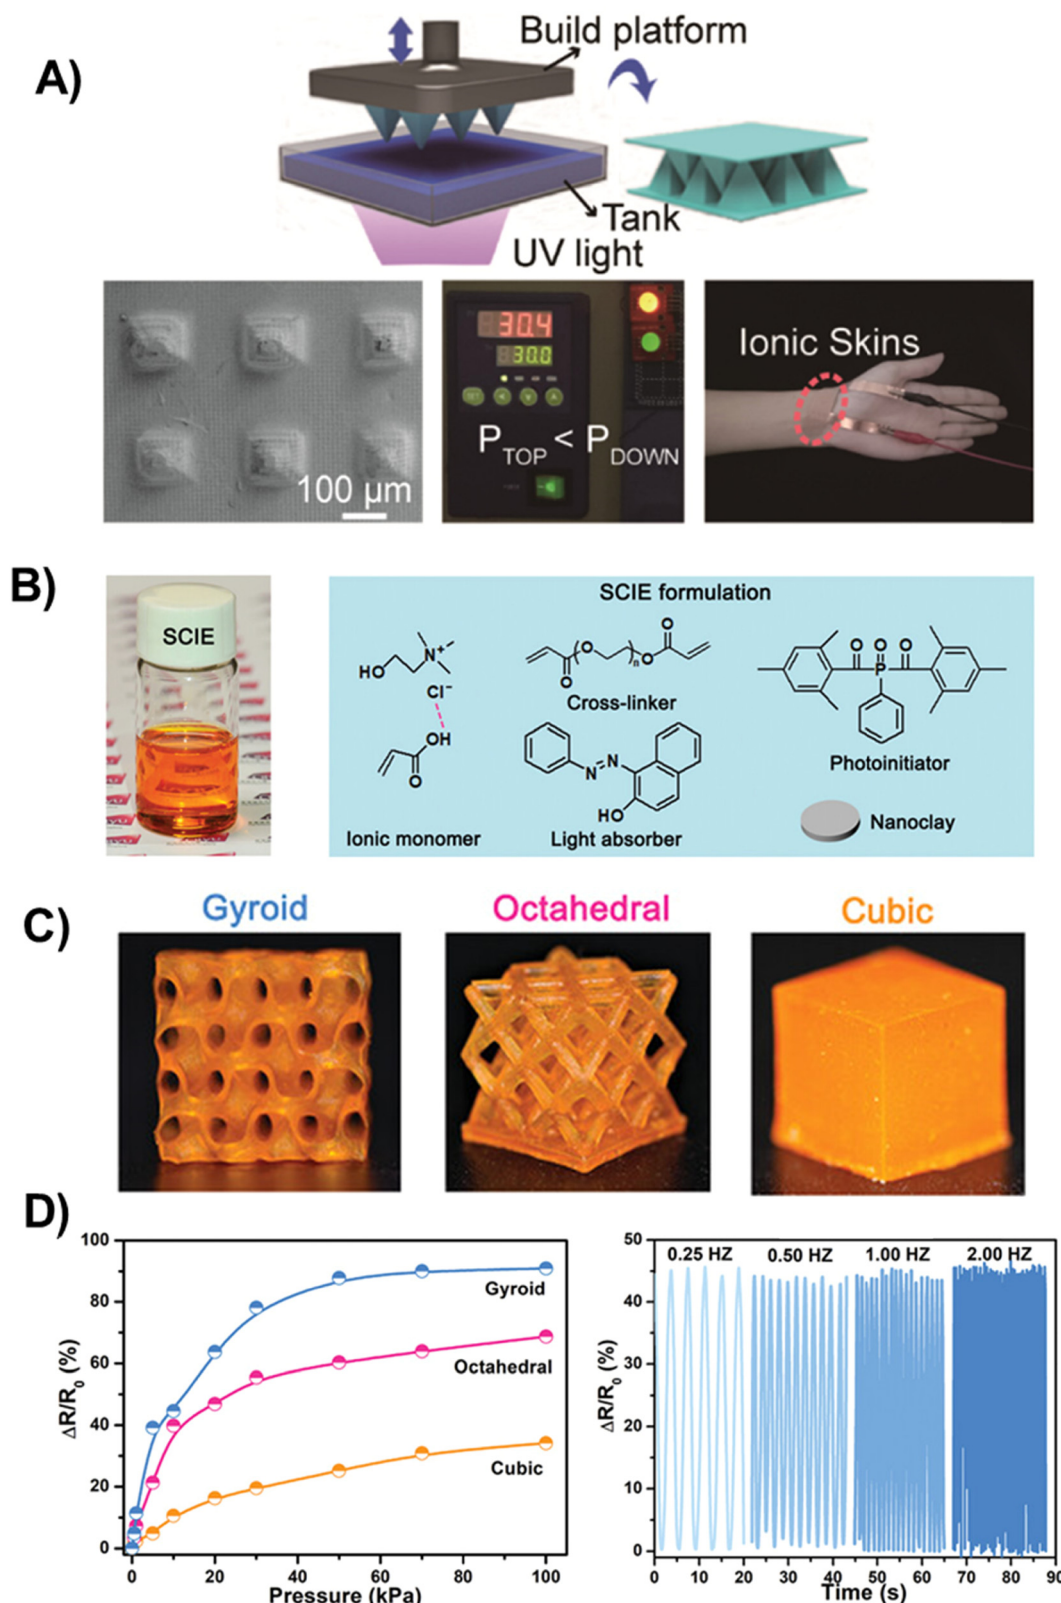 A)
Build platform
Tank
UV light
100 µm
30.4
30.0
P_TOP < P_DOWN
Ionic Skins
B)
SCIE
SCIE formulation
HO
N⁺
Cl⁻
OH
O
Ionic monomer
O
O
n
O
O
Cross-linker
N
N
HO
Light absorber
O O O
P
Photoinitiator
Nanoclay
C)
Gyroid
Octahedral
Cubic
D)
100
80
60
40
20
0
ΔR/R₀ (%)
Gyroid
Octahedral
Cubic
0 20 40 60 80 100
Pressure (kPa)
50
40
30
20
10
0
ΔR/R₀ (%)
0.25 HZ
0.50 HZ
1.00 HZ
2.00 HZ
0 10 20 30 40 50 60 70 80 90
Time (s)